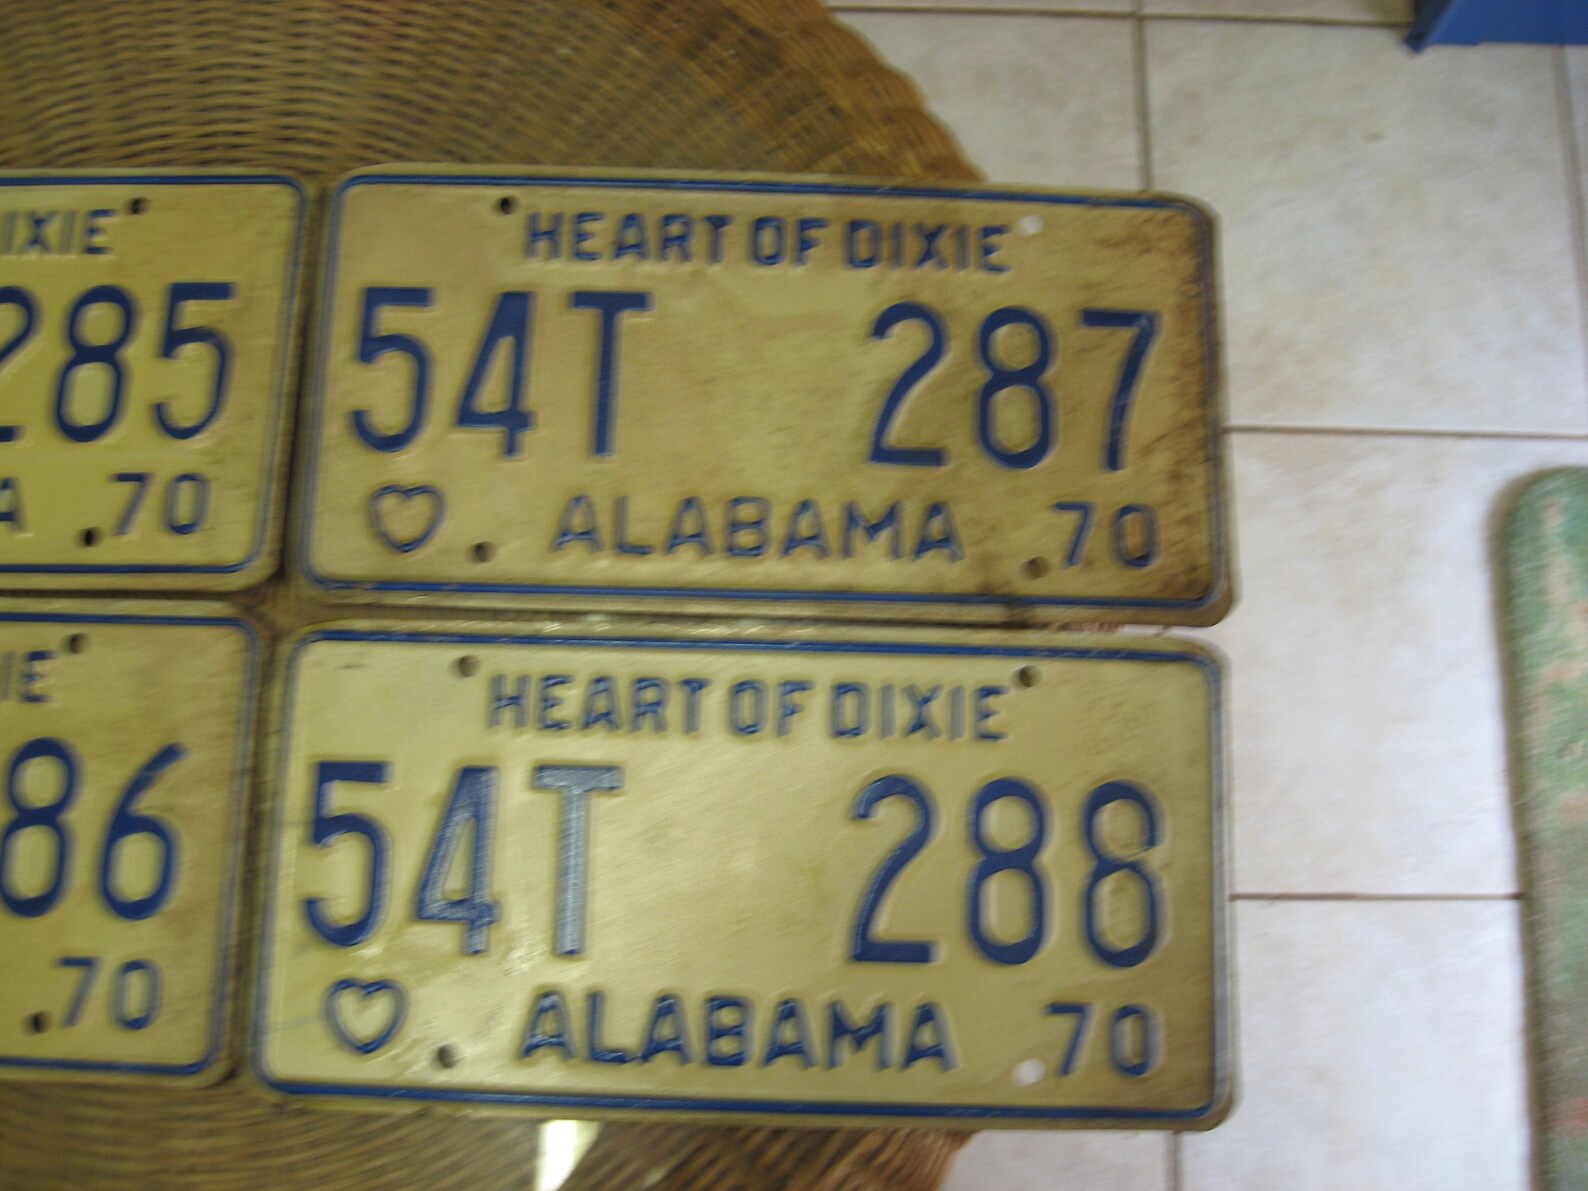 IXIE
285
A 70
HEART OF DIXIE
54T 287
ALABAMA 70
IE
86
70
HEART OF DIXIE
54T 288
ALABAMA 70